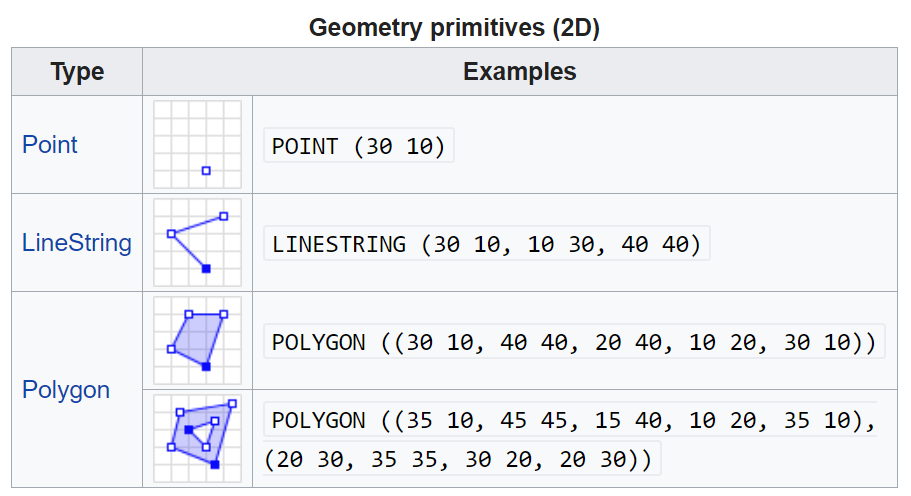 Geometry primitives (2D)
Type Examples
Point POINT (30 10)
LineString LINESTRING (30 10, 10 30, 40 40)
Polygon
POLYGON ((30 10, 40 40, 20 40, 10 20, 30 10))
POLYGON ((35 10, 45 45, 15 40, 10 20, 35 10),
(20 30, 35 35, 30 20, 20 30))